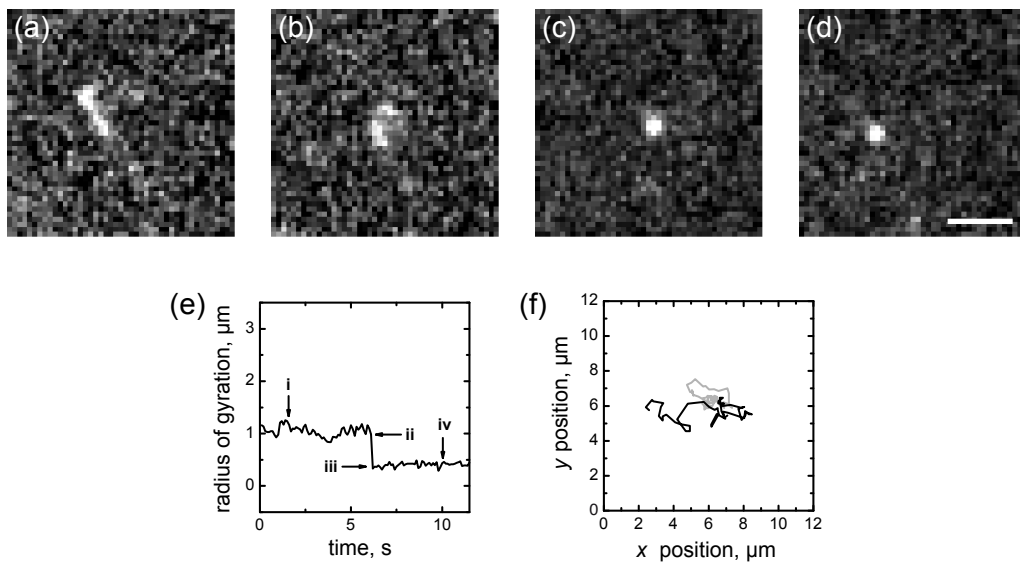 (a) (b) (c) (d)
(e) (f)
radius of gyration, μm
3
2
1
0
i
ii
iii
iv
0 5 10
time, s
y position, μm
12
10
8
6
4
2
0
0 2 4 6 8 10 12
x position, μm